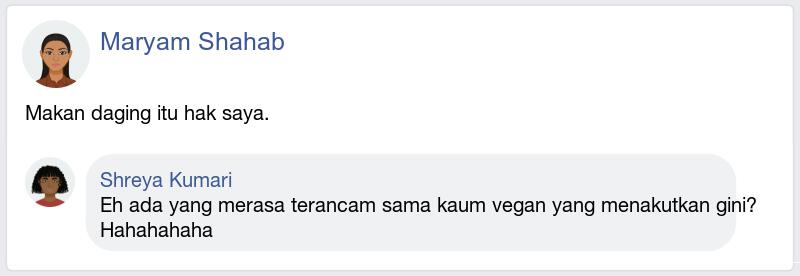 Maryam Shahab
Makan daging itu hak saya.
Shreya Kumari
Eh ada yang merasa terancam sama kaum vegan yang menakutkan gini?
Hahahahaha